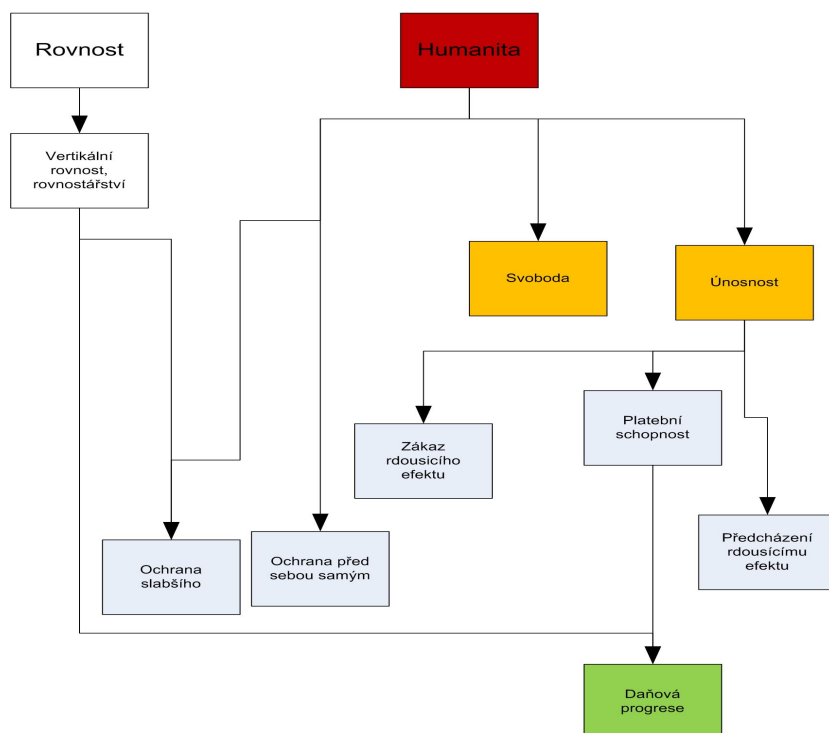 Rovnost
Humanita
Vertikální
rovnost,
rovnostářství
Svoboda
Únosnost
Zákaz
rdousicího
efektu
Platební
schopnost
Předcházení
rdousícímu
efektu
Ochrana
slabšího
Ochrana před
sebou samým
Daňová
progrese